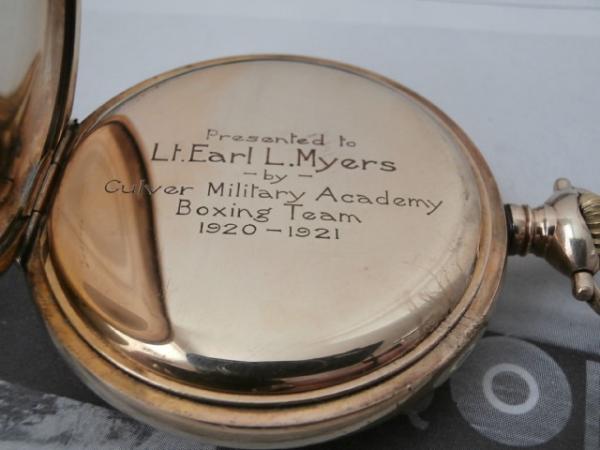 Presented to
Lt. Earl L. Myers
- by -
Culver Military Academy
Boxing Team
1920 - 1921